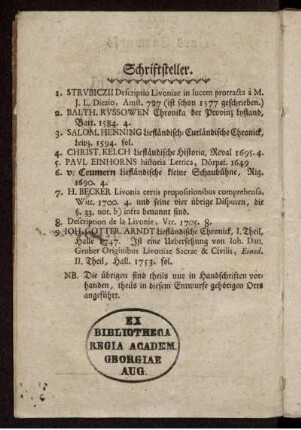 Schriftsteller.
1. STRVBICZII Descriptio Livoniae in lucem protracta à M.
J. L. Diezio, Amst. 727 (ist schon 1577 geschrieben.)
2. BALTH. RVSSOWEN Chronika der Provinz Lyfland,
Bart. 1584. 4.
3. SALOM. HENNING Liefländisch-Curländische Chronick,
Leipz. 1594. fol.
4. CHRIST. KELCH Liefländische Historia, Reval 1695. 4.
5. PAVL EINHORNS historia Lettica, Dörpat. 1649
6. v: Ceumern Liefländische kleine Schaubühne, Rig.
1690. 4.
7. H. BECKER Livonia certis propositionibus comprehensa.
Witt. 1700. 4. und seine vier übrige Disputen, die
§. 33. not. b) infra benannt sind.
8. Description de la Livonie, Vtr. 1705. 8.
9. IOH. GOTTFR. ARNDT Liefländische Chronick, I. Theil,
Halle 1747. Ist eine Uebersetzung von Joh. Dan.
Gruber Originibus Livoniae Sacrae & Civilis, Eiusd.
II. Theil, Hall. 1753. fol.
NB. Die übrigen sind theils nur in Handschriften vor-
handen, theils in diesem Entwurfe gehörigen Orts
angeführt.
EX
BIBLIOTHECA
REGIA ACADEM.
GEORGIAE
AUG.